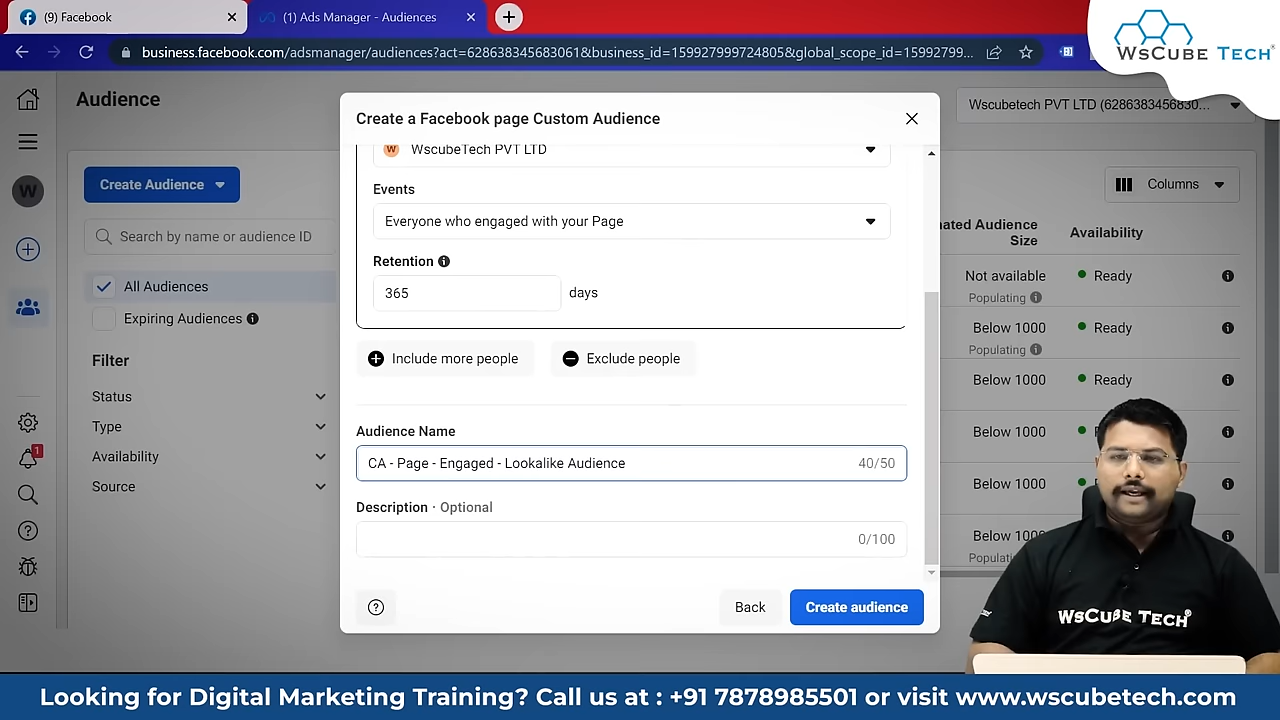 (9) Facebook
(1) Ads Manager - Audiences
business.facebook.com/adsmanager/audiences?act=628638345683061&business_id=159927999724805&global_scope_id=15992799...
WsCube Tech®
Audience
Wscubetech PVT LTD (6286383456830...
Create a Facebook page Custom Audience
WscubeTech PVT LTD
Create Audience
Columns
Events
Search by name or audience ID
Everyone who engaged with your Page
ated Audience
Size
Availability
Retention
All Audiences
365
days
Not available
Ready
Populating
Expiring Audiences
Below 1000
Ready
Populating
Filter
Include more people
Exclude people
Below 1000
Ready
Status
Type
Audience Name
Below 1000
Availability
CA - Page - Engaged - Lookalike Audience
40/50
Source
Below 1000
Description · Optional
0/100
Below 100
Back
Create audience
W
1
WsCube Tech®
Looking for Digital Marketing Training? Call us at : +91 7878985501 or visit www.wscubetech.com